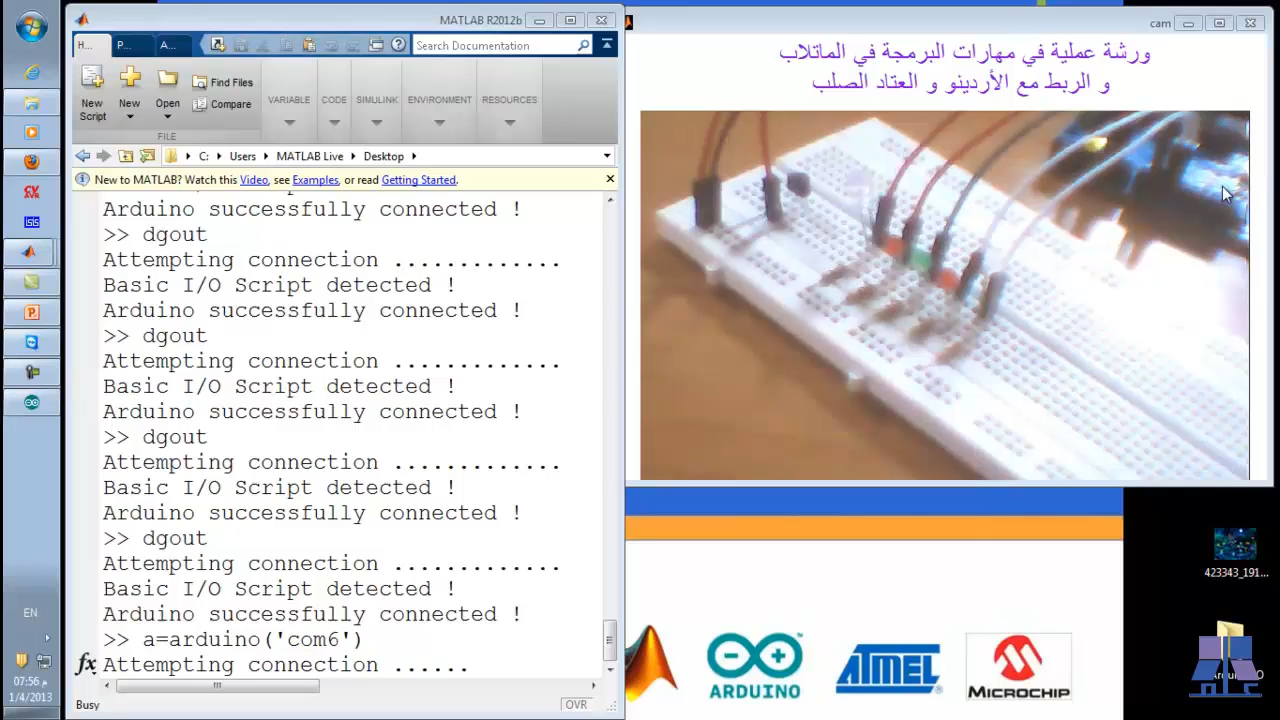 MATLAB R2012b
H... P... A...
Search Documentation
New Script
New
Open
Find Files
Compare
VARIABLE
CODE
SIMULINK
ENVIRONMENT
RESOURCES
FILE
C: Users MATLAB Live Desktop
New to MATLAB? Watch this Video, see Examples, or read Getting Started.
Arduino successfully connected !
>> dgout
Attempting connection .............
Basic I/O Script detected !
Arduino successfully connected !
>> dgout
Attempting connection .............
Basic I/O Script detected !
Arduino successfully connected !
>> dgout
Attempting connection .............
Basic I/O Script detected !
Arduino successfully connected !
>> dgout
Attempting connection .............
Basic I/O Script detected !
Arduino successfully connected !
>> a=arduino('com6')
fx Attempting connection ......
Busy
OVR
cam
ورشة عملية في مهارات البرمجة في الماتلاب
و الربط مع الأردينو و العتاد الصلب
ARDUINO
ATMEL
MICROCHIP
423343_191...
EN
07:56 م
1/4/2013
ISIS